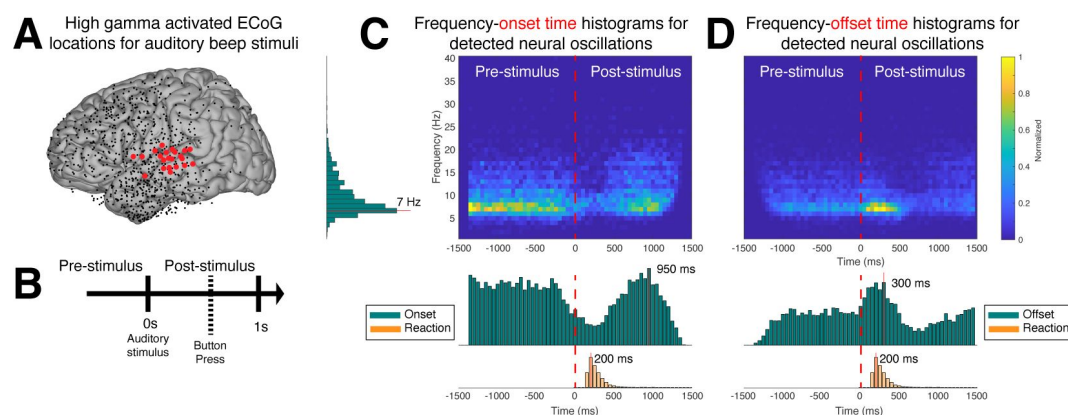 A
High gamma activated ECoG
locations for auditory beep stimuli
B
Pre-stimulus Post-stimulus
0s
Auditory
stimulus
Button
Press
1s
7 Hz
C
Frequency-onset time histograms for
detected neural oscillations
Pre-stimulus Post-stimulus
Frequency (Hz)
40
35
30
25
20
15
10
5
-1500 -1000 -500 0 500 1000 1500
Time (ms)
950 ms
Onset
Reaction
200 ms
-1500 -1000 -500 0 500 1000 1500
Time (ms)
D
Frequency-offset time histograms for
detected neural oscillations
Pre-stimulus Post-stimulus
-1500 -1000 -500 0 500 1000 1500
Time (ms)
1
0.8
0.6
0.4
0.2
0
Normalized
300 ms
Offset
Reaction
200 ms
-1500 -1000 -500 0 500 1000 1500
Time (ms)